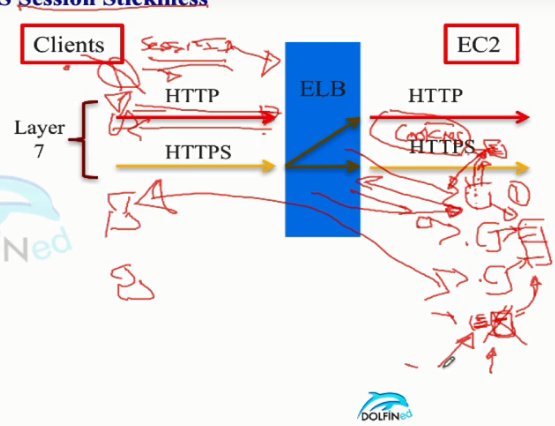 S Session Stickiness
Clients
EC2
HTTP
ELB
HTTP
Layer
7
HTTPS
HTTPS
Ned
DOLFINed